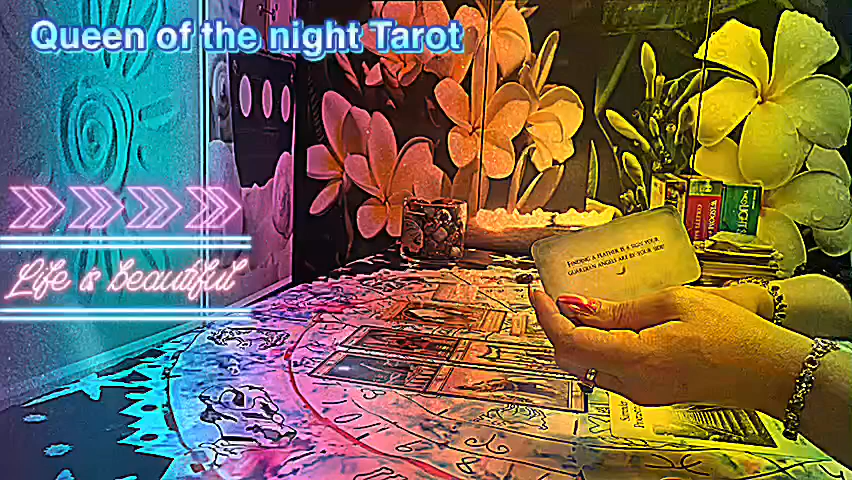 Queen of the night Tarot
Life is beautiful
FINDING A FEATHER IS A SIGN YOUR
GUARDIAN ANGELS ARE BY YOUR SIDE